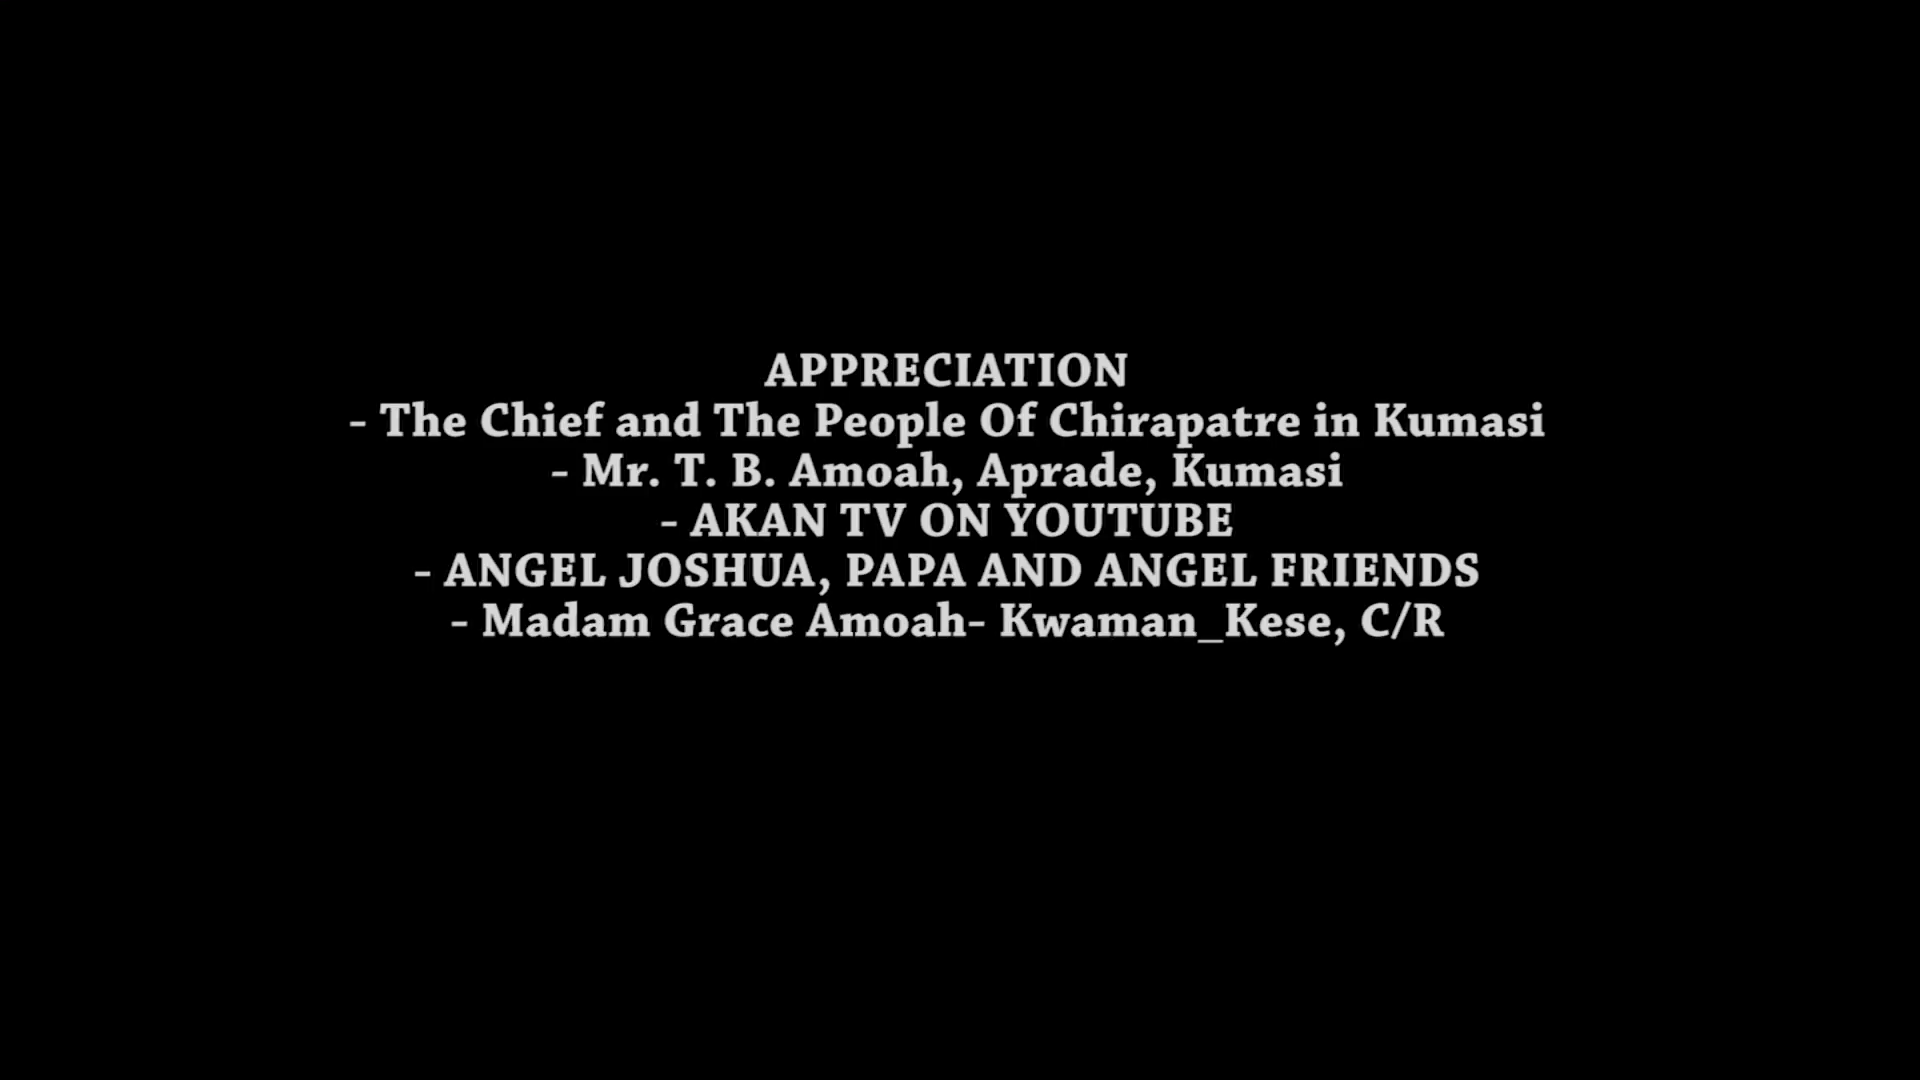 APPRECIATION
- The Chief and The People Of Chirapatre in Kumasi
- Mr. T. B. Amoah, Aprade, Kumasi
- AKAN TV ON YOUTUBE
- ANGEL JOSHUA, PAPA AND ANGEL FRIENDS
- Madam Grace Amoah- Kwaman_Kese, C/R